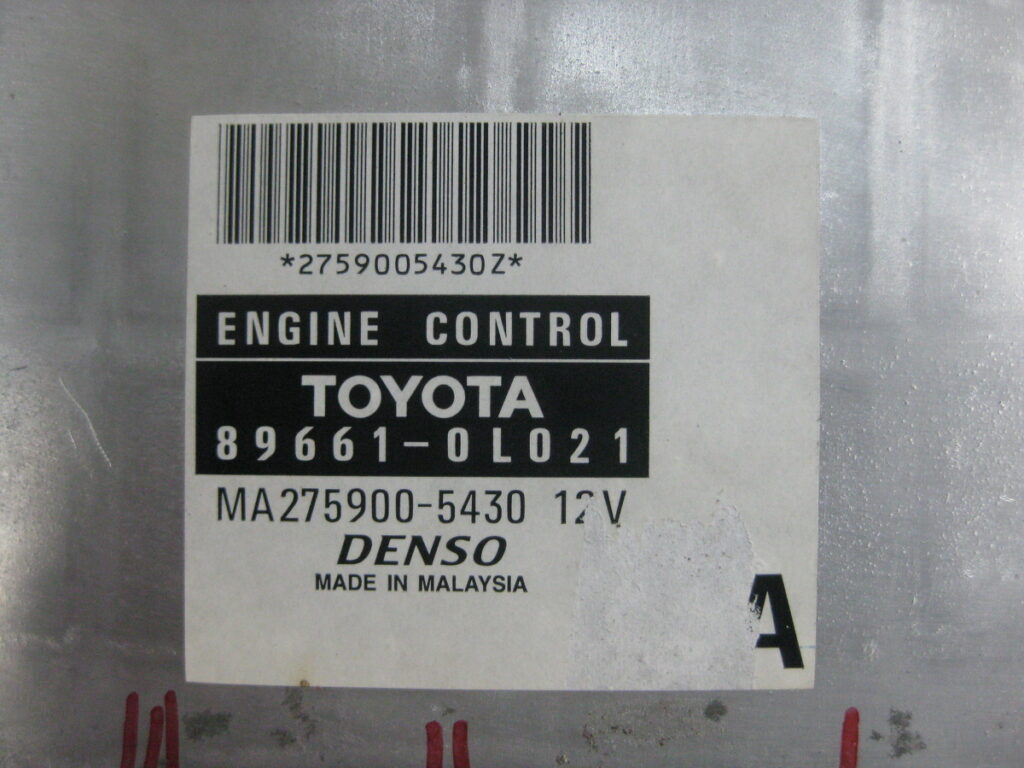 *2759005430Z*
ENGINE CONTROL
TOYOTA
89661-0L021
MA275900-5430 12V
DENSO
MADE IN MALAYSIA
A